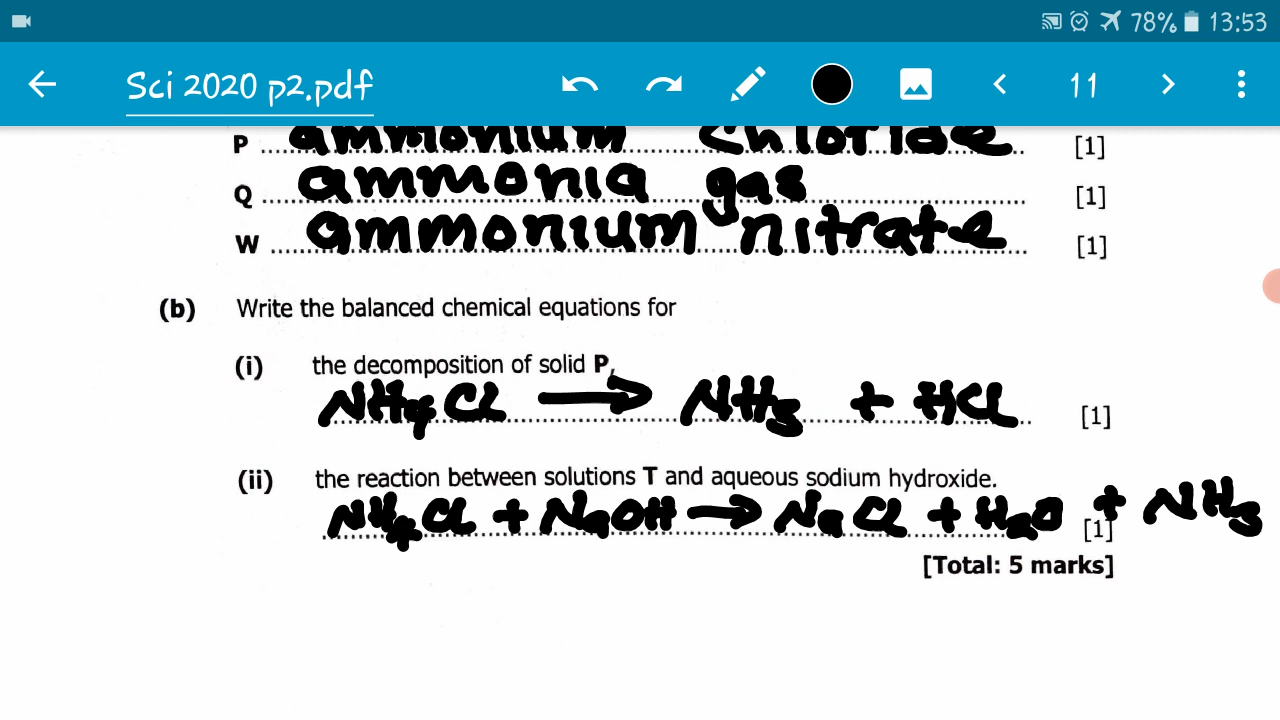 78% 13:53
Sci 2020 p2.pdf 11
P ammonium chloride [1]
Q ammonia gas [1]
W ammonium nitrate [1]
(b) Write the balanced chemical equations for
(i) the decomposition of solid P,
NH4Cl → NH3 + HCl [1]
(ii) the reaction between solutions T and aqueous sodium hydroxide.
NH4Cl + NaOH → NaCl + H2O + NH3 [1]
[Total: 5 marks]